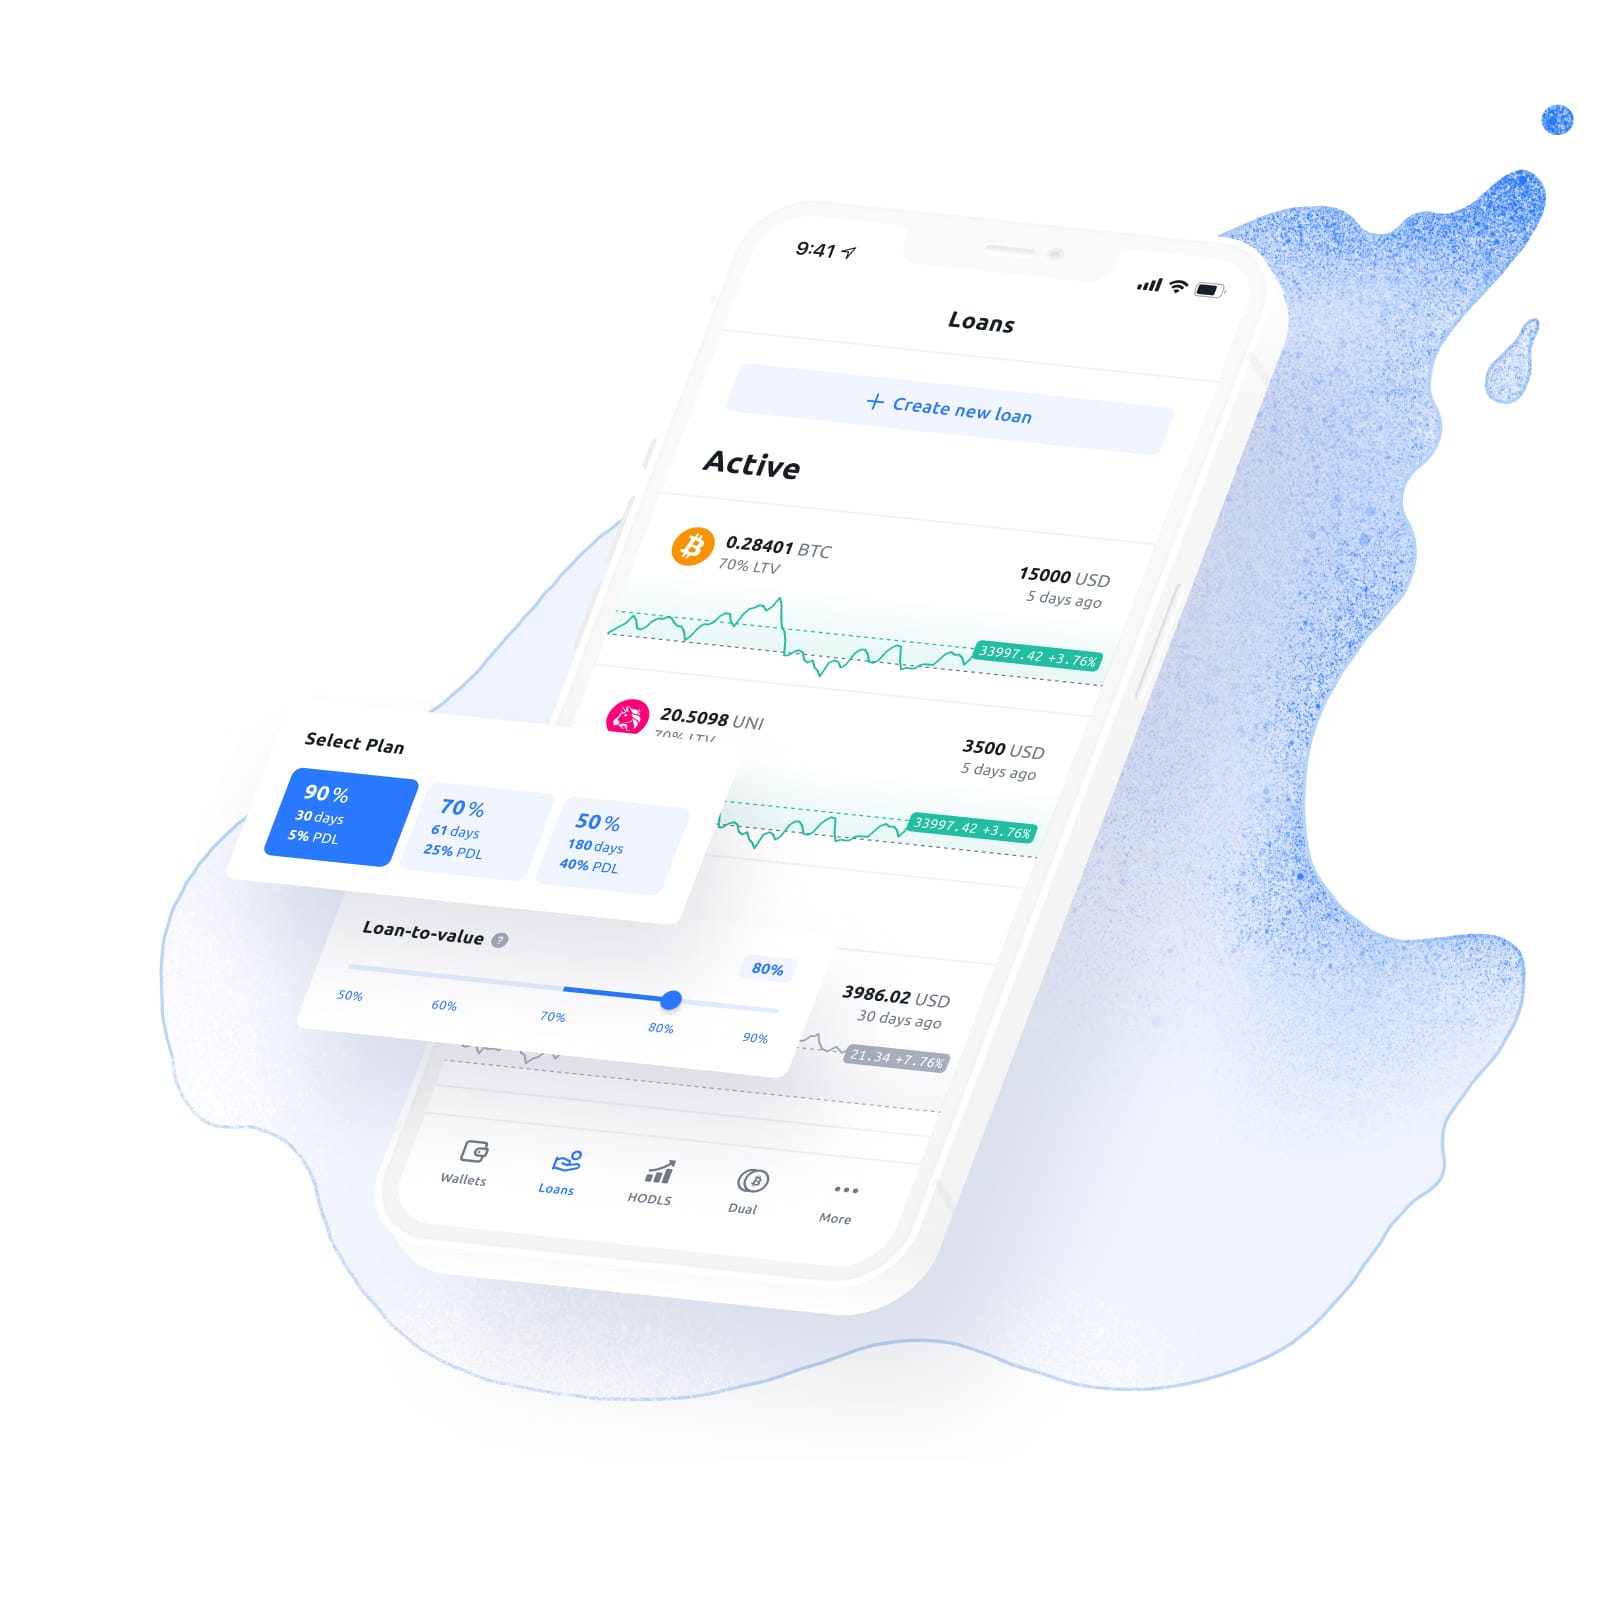 9:41
Loans
+ Create new loan
Active
0.28401 BTC
70% LTV
15000 USD
5 days ago
33997.42 +3.76%
20.5098 UNI
70% LTV
3500 USD
5 days ago
33997.42 +3.76%
Select Plan
90 %
30 days
5% PDL
70 %
61 days
25% PDL
50 %
180 days
40% PDL
Loan-to-value ?
80%
50% 60% 70% 80% 90%
3986.02 USD
30 days ago
21.34 +7.76%
Wallets Loans HODLS Dual More